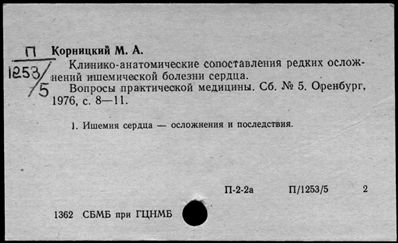 П Корницкий М. А.
1253/5
Клинико-анатомические сопоставления редких ослож-
нений ишемической болезни сердца.
Вопросы практической медицины. Сб. № 5. Оренбург,
1976, с. 8—11.
1. Ишемия сердца — осложнения и последствия.
П-2-2а П/1253/5 2
1362 СБМБ при ГЦНМБ